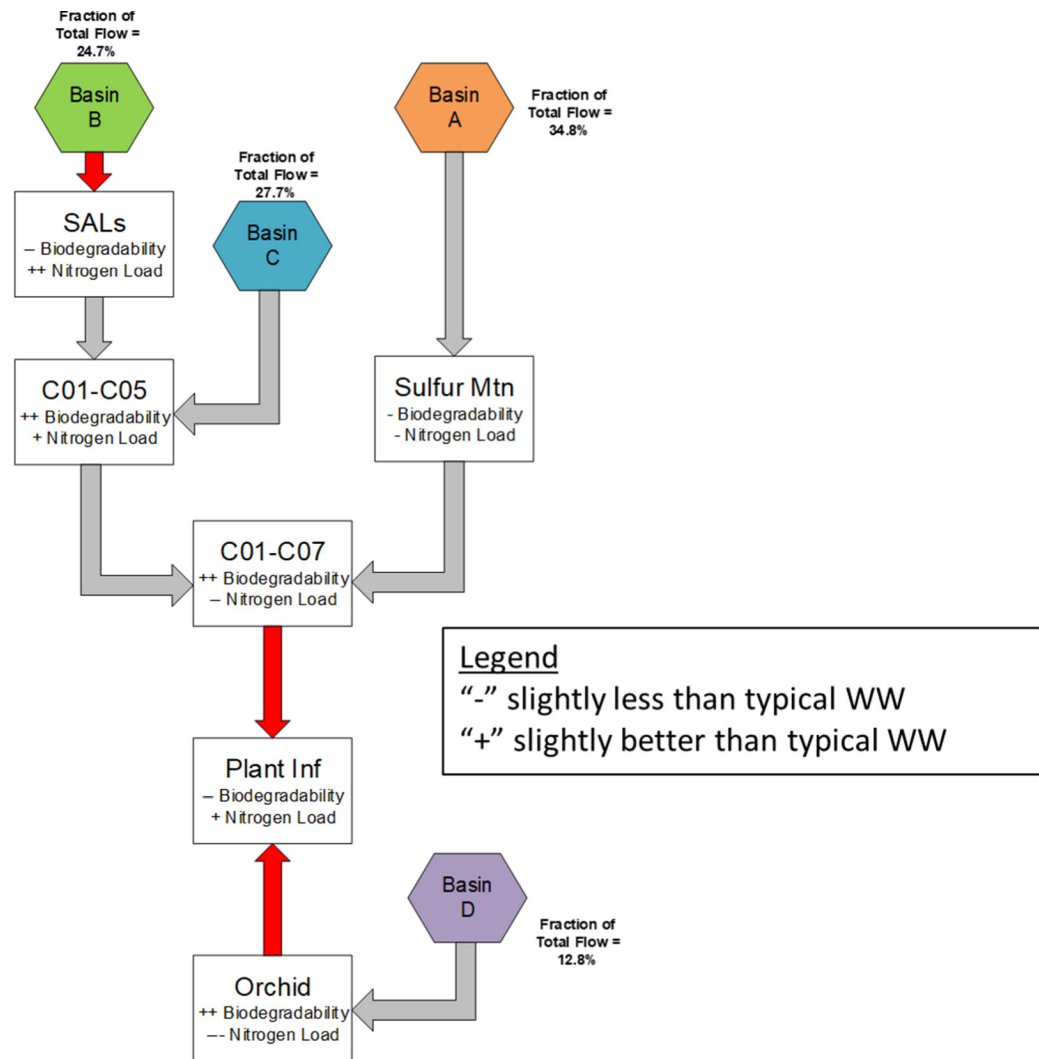 Fraction of
Total Flow =
24.7%
Basin
B
Basin
A
Fraction of
Total Flow =
34.8%
Fraction of
Total Flow =
27.7%
SALs
– Biodegradability
++ Nitrogen Load
Basin
C
C01-C05
++ Biodegradability
+ Nitrogen Load
Sulfur Mtn
- Biodegradability
- Nitrogen Load
C01-C07
++ Biodegradability
– Nitrogen Load
Legend
“-” slightly less than typical WW
“+” slightly better than typical WW
Plant Inf
– Biodegradability
+ Nitrogen Load
Basin
D
Fraction of
Total Flow =
12.8%
Orchid
++ Biodegradability
–- Nitrogen Load